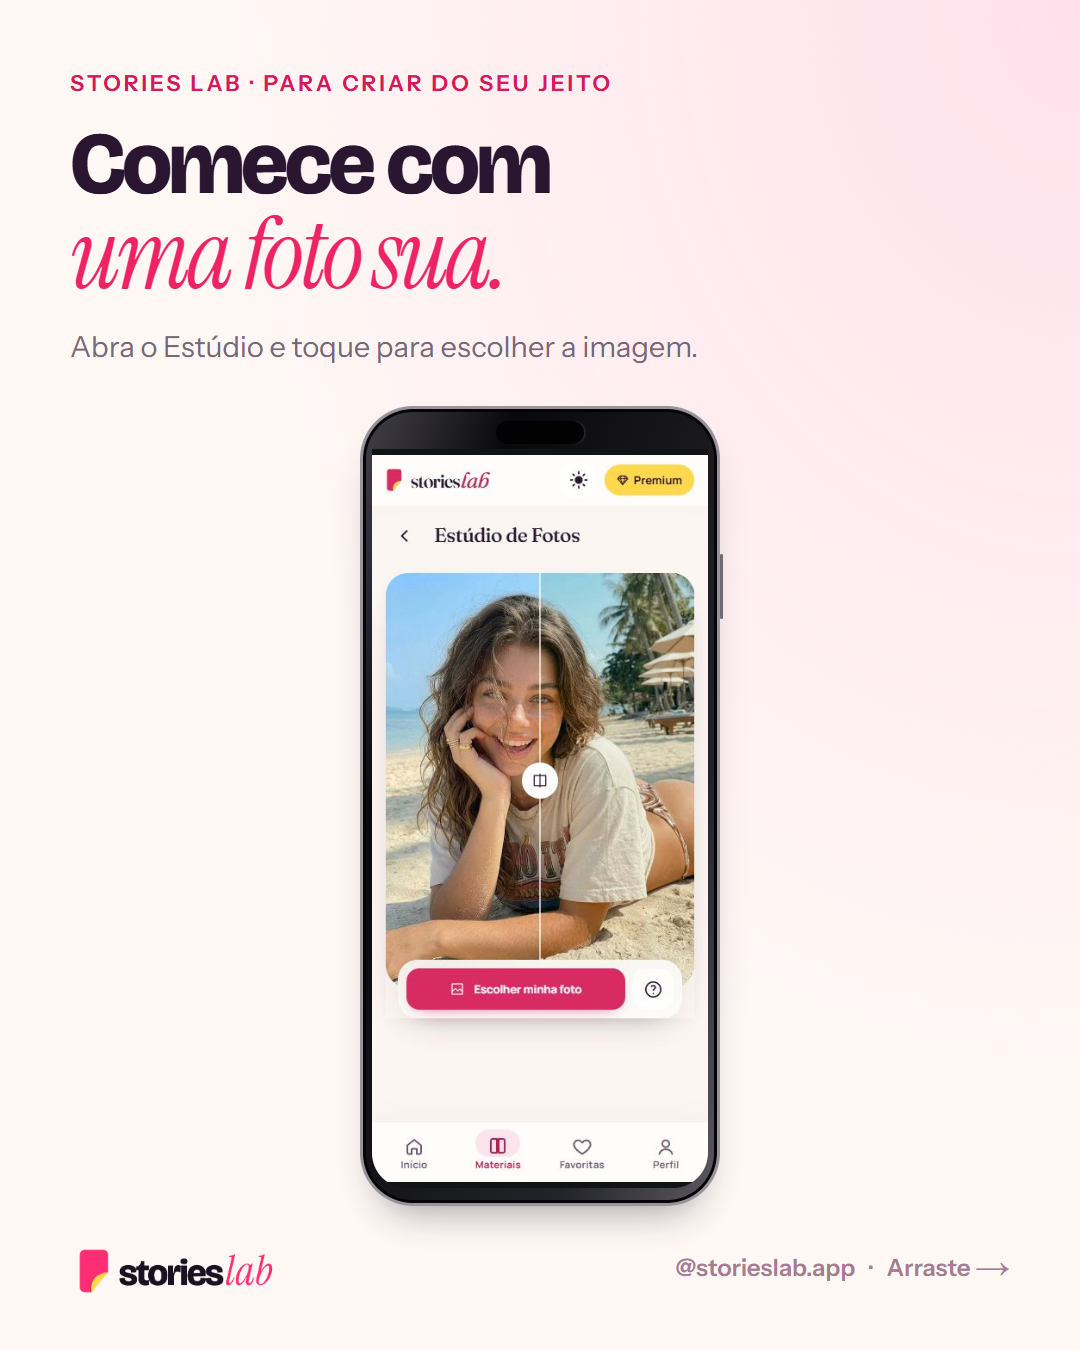 STORIES LAB · PARA CRIAR DO SEU JEITO
Comece com
uma foto sua.
Abra o Estúdio e toque para escolher a imagem.
storieslab
Premium
Estúdio de Fotos
Escolher minha foto
Início
Materiais
Favoritas
Perfil
storieslab
@storieslab.app · Arraste →